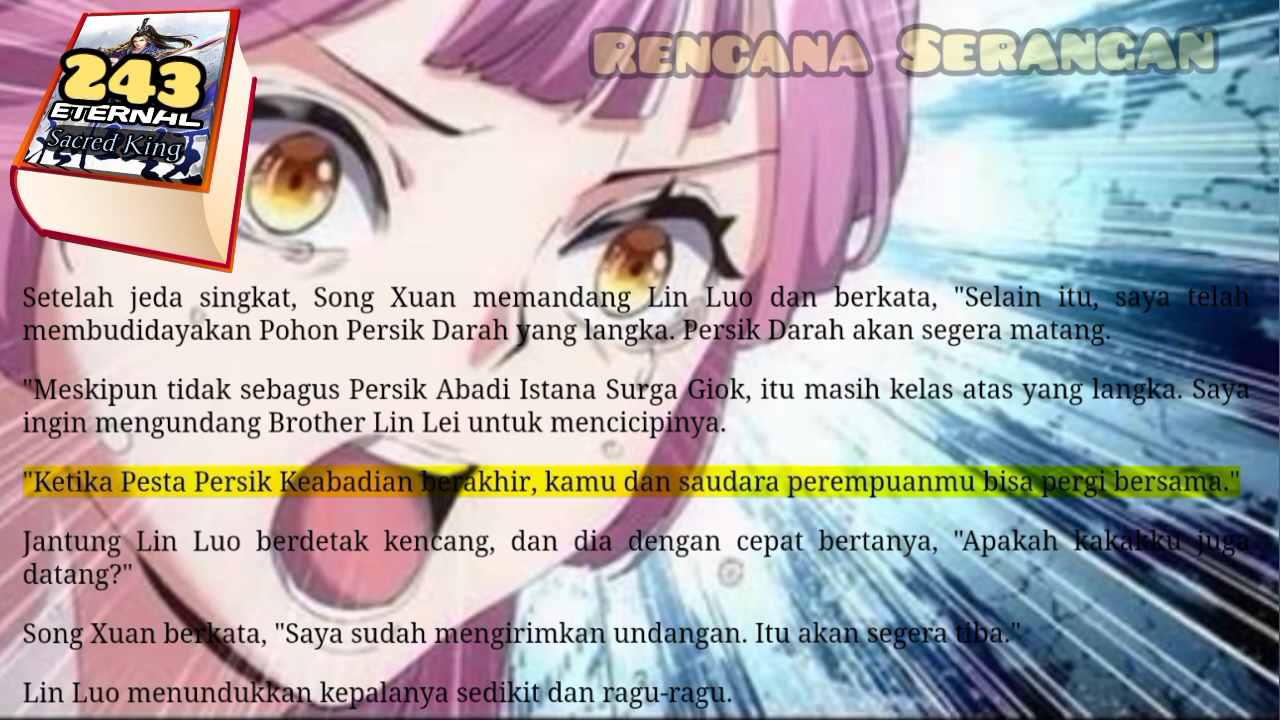 243
ETERNAL
Sacred King
RENCANA SERANGAN
Setelah jeda singkat, Song Xuan memandang Lin Luo dan berkata, "Selain itu, saya telah
membudidayakan Pohon Persik Darah yang langka. Persik Darah akan segera matang.
"Meskipun tidak sebagus Persik Abadi Istana Surga Giok, itu masih kelas atas yang langka. Saya
ingin mengundang Brother Lin Lei untuk mencicipinya.
"Ketika Pesta Persik Keabadian berakhir, kamu dan saudara perempuanmu bisa pergi bersama."
Jantung Lin Luo berdetak kencang, dan dia dengan cepat bertanya, "Apakah kakakku juga
datang?"
Song Xuan berkata, "Saya sudah mengirimkan undangan. Itu akan segera tiba."
Lin Luo menundukkan kepalanya sedikit dan ragu-ragu.